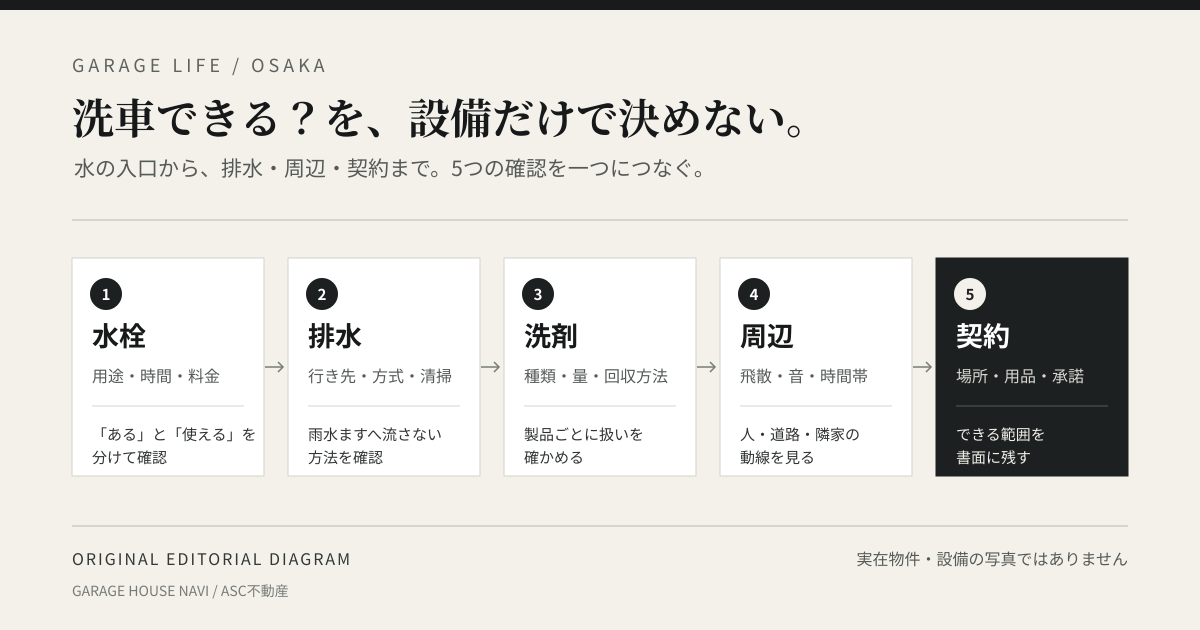 GARAGE LIFE / OSAKA
洗車できる？を、設備だけで決めない。
水の入口から、排水・周辺・契約まで。5つの確認を一つにつなぐ。
1
水栓
用途・時間・料金
「ある」と「使える」を
分けて確認
→
2
排水
行き先・方式・清掃
雨水ますへ流さない
方法を確認
→
3
洗剤
種類・量・回収方法
製品ごとに扱いを
確かめる
→
4
周辺
飛散・音・時間帯
人・道路・隣家の
動線を見る
→
5
契約
場所・用品・承諾
できる範囲を
書面に残す
ORIGINAL EDITORIAL DIAGRAM
実在物件・設備の写真ではありません
GARAGE HOUSE NAVI / ASC不動産